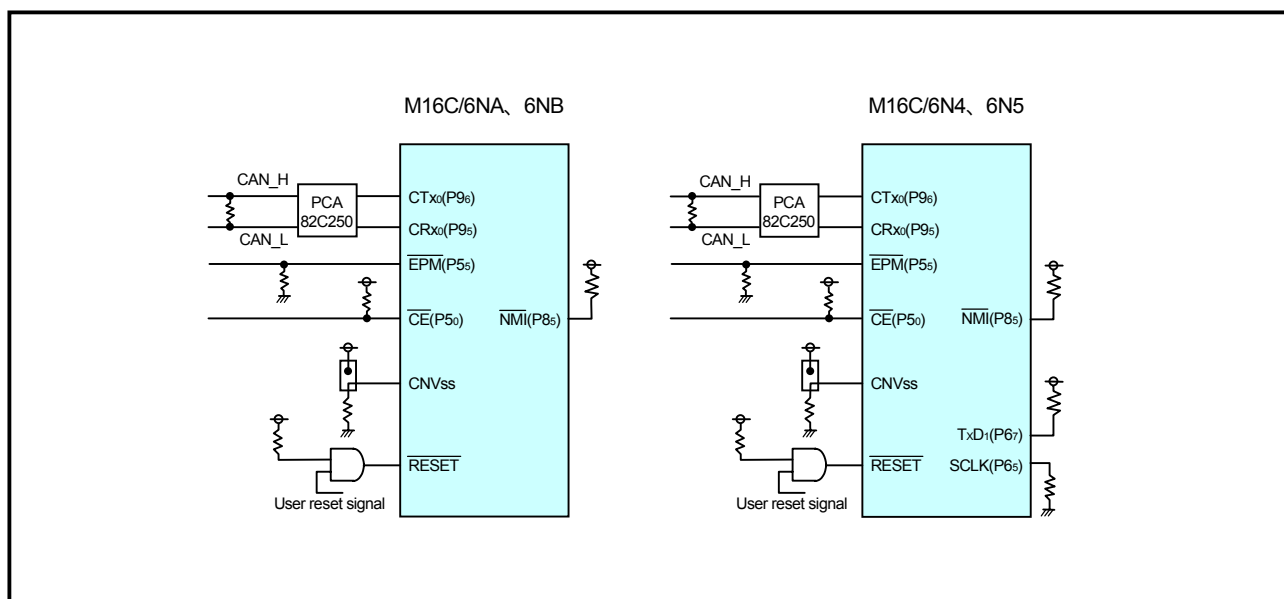 M16C/6NA、6NB
CAN_H
PCA
82C250
CAN_L
CTx0(P96)
CRx0(P95)
EPM(P55)
CE(P50)
NMI(P85)
CNVss
RESET
User reset signal
M16C/6N4、6N5
CAN_H
PCA
82C250
CAN_L
CTx0(P96)
CRx0(P95)
EPM(P55)
CE(P50)
NMI(P85)
CNVss
TxD1(P67)
RESET
SCLK(P65)
User reset signal